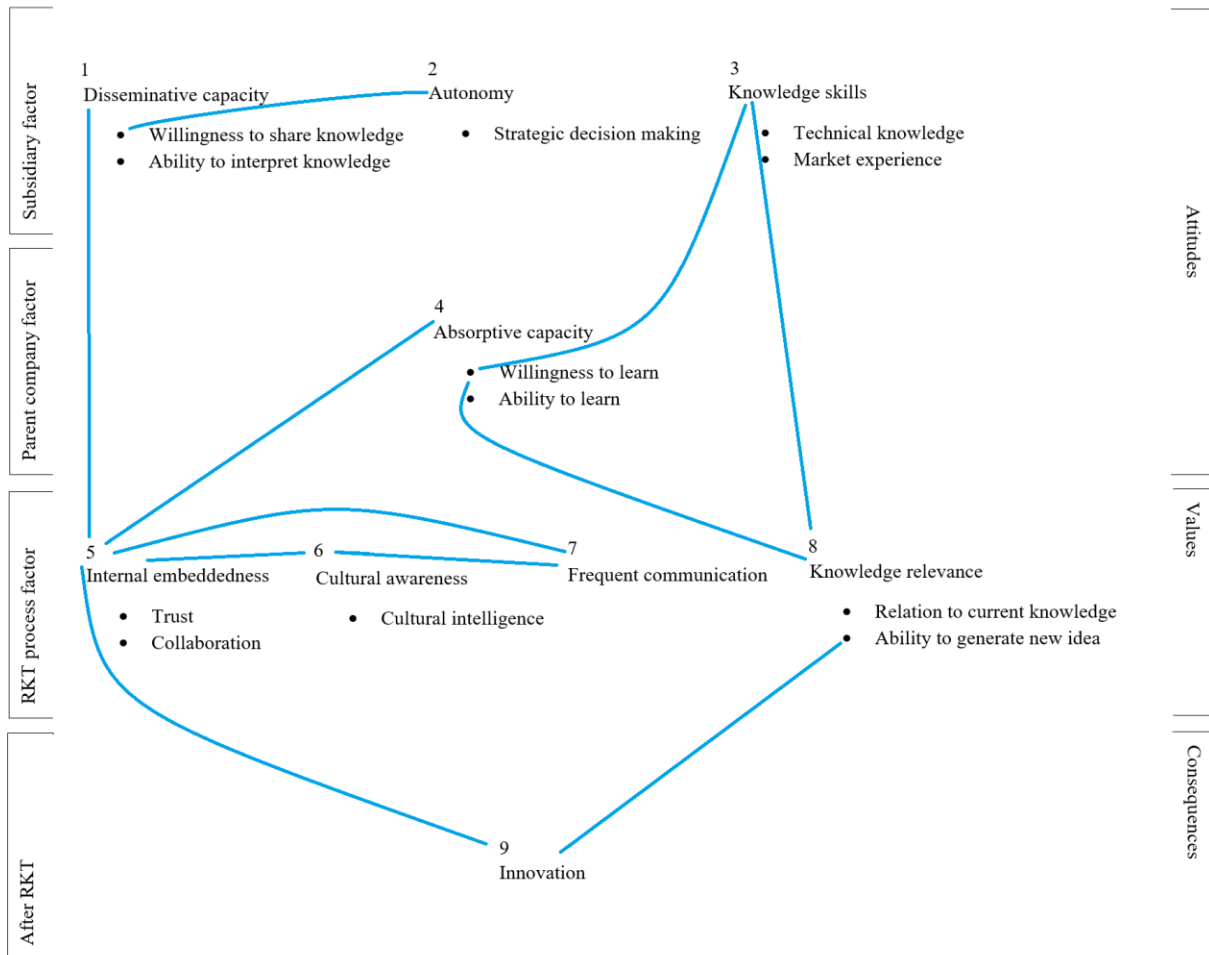 Subsidiary factor
1
Disseminative capacity
• Willingness to share knowledge
• Ability to interpret knowledge
2
Autonomy
• Strategic decision making
3
Knowledge skills
• Technical knowledge
• Market experience
Attitudes
Parent company factor
4
Absorptive capacity
• Willingness to learn
• Ability to learn
RKT process factor
5
Internal embeddedness
• Trust
• Collaboration
6
Cultural awareness
• Cultural intelligence
7
Frequent communication
8
Knowledge relevance
• Relation to current knowledge
• Ability to generate new idea
Values
After RKT
9
Innovation
Consequences